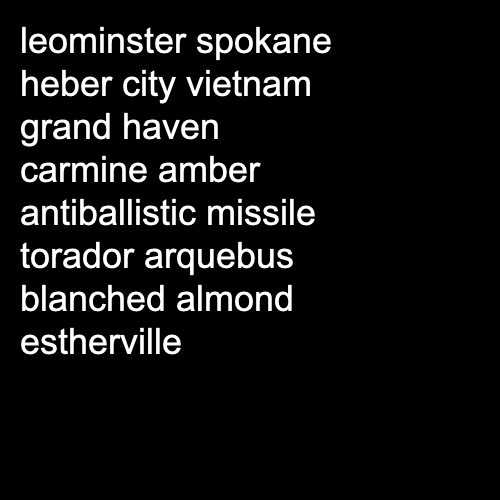 leominster spokane
heber city vietnam
grand haven
carmine amber
antiballistic missile
torador arquebus
blanched almond
estherville